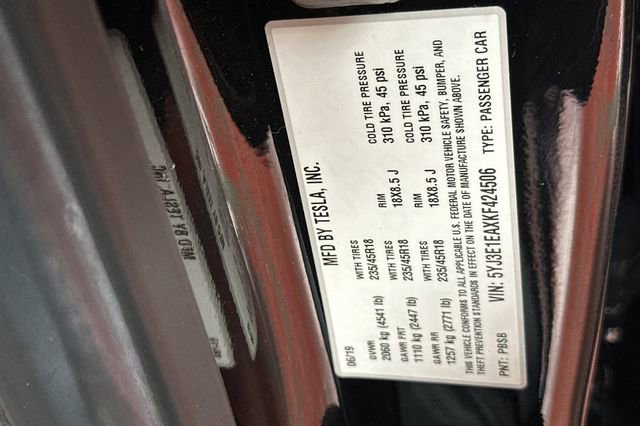 MFD BY TESLA, INC.
06/19
GVWR WITH TIRES RIM COLD TIRE PRESSURE
2060 kg (4541 lb) 235/45R18 18X8.5 J 310 kPa, 45 psi
GAWR FRT WITH TIRES RIM COLD TIRE PRESSURE
1110 kg (2447 lb) 235/45R18 18X8.5 J 310 kPa, 45 psi
GAWR RR WITH TIRES
1257 kg (2771 lb) 235/45R18
THIS VEHICLE CONFORMS TO ALL APPLICABLE U.S. FEDERAL MOTOR VEHICLE SAFETY, BUMPER, AND
THEFT PREVENTION STANDARDS IN EFFECT ON THE DATE OF MANUFACTURE SHOWN ABOVE.
PNT: PBSB VIN: 5YJ3E1EAXKF424506 TYPE: PASSENGER CAR